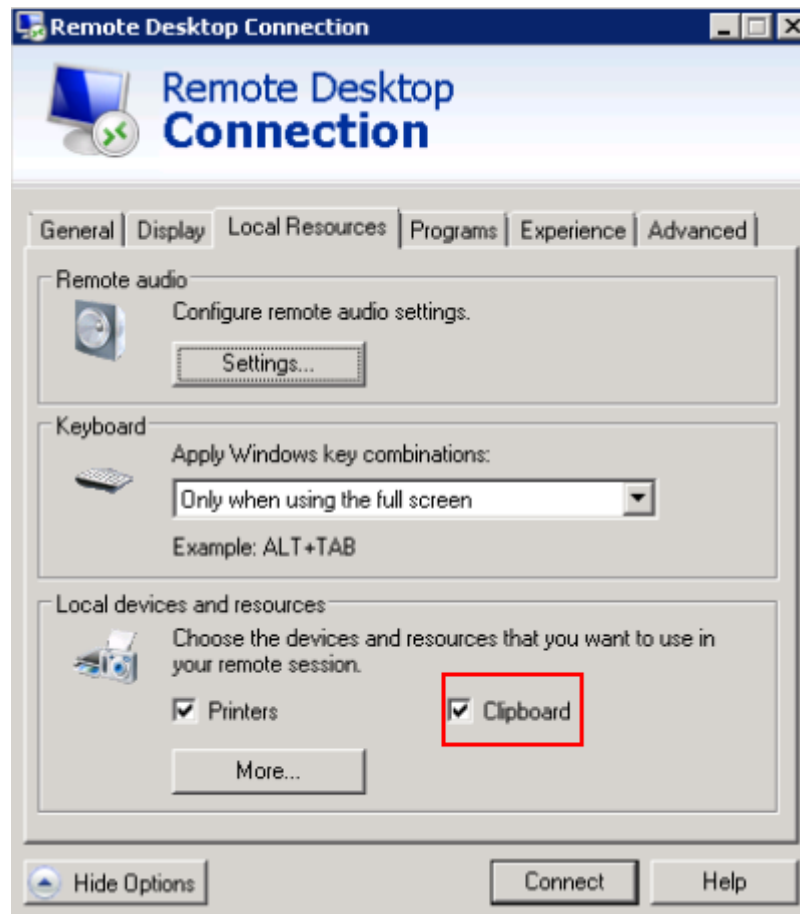 Remote Desktop Connection
Remote Desktop
Connection
General Display Local Resources Programs Experience Advanced
Remote audio
Configure remote audio settings.
Settings...
Keyboard
Apply Windows key combinations:
Only when using the full screen
Example: ALT+TAB
Local devices and resources
Choose the devices and resources that you want to use in
your remote session.
Printers Clipboard
More...
Hide Options Connect Help